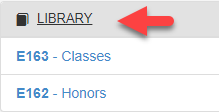 LIBRARY
E163 - Classes
E162 - Honors